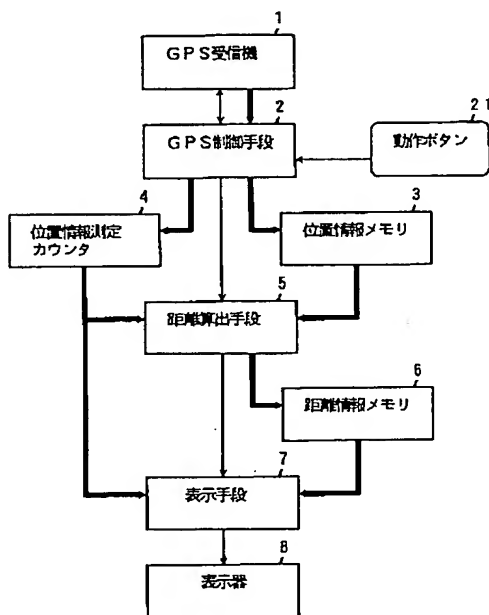 1
GPS受信機
2
GPS制御手段
21
動作ボタン
4
位置情報測定
カウンタ
3
位置情報メモリ
5
距離算出手段
6
距離情報メモリ
7
表示手段
8
表示器